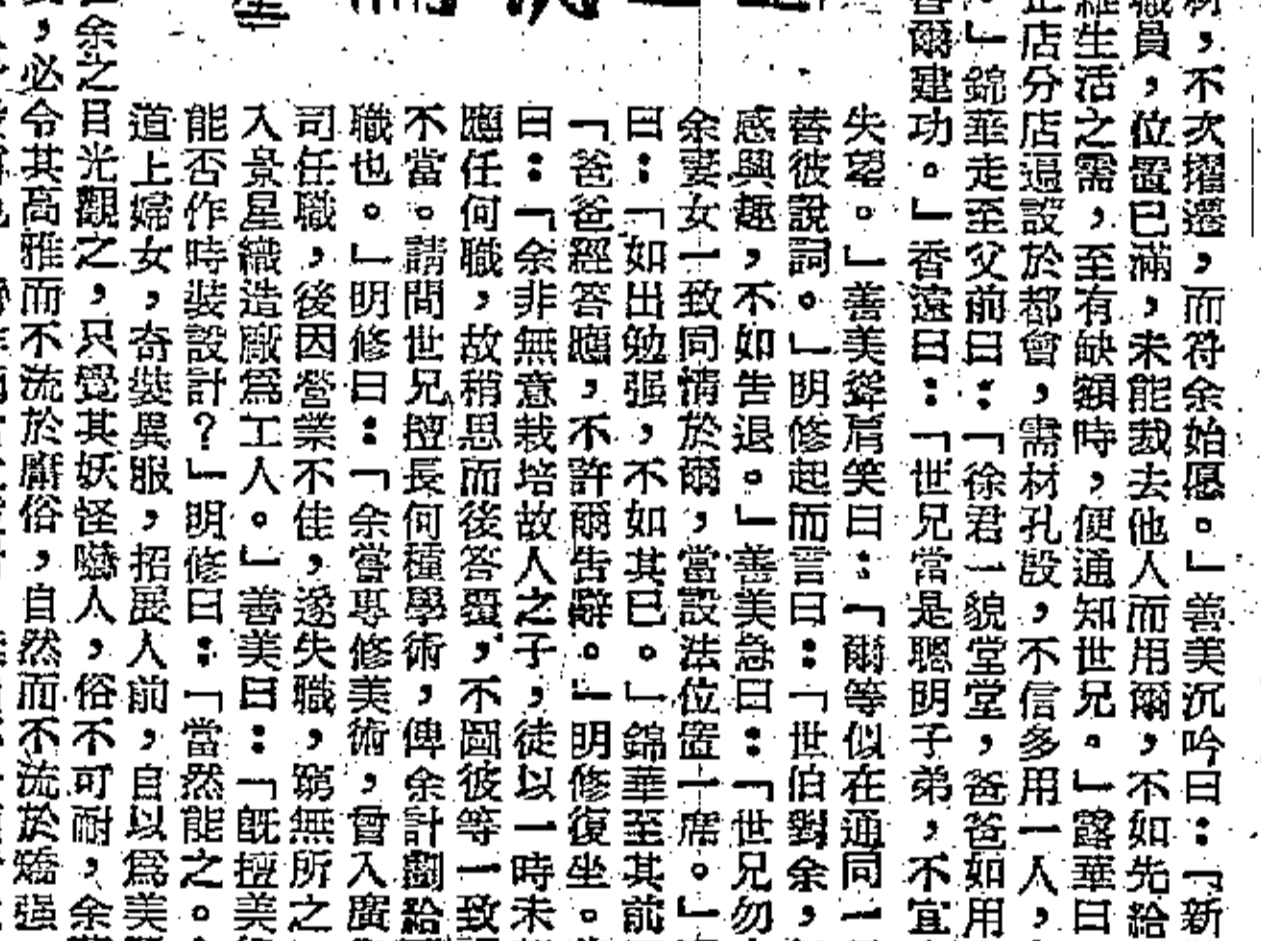 材，不次擢遷，而符余始愿。」善美沉吟曰：「新
職員，位置已滿，未能裁去他人而用爾，不如先給
維生活之需，至有缺額時，便通知世兄。」露華曰
正店分店遍設於都會，需材孔殷，不信多用一人，
。」錦華走至父前曰：「徐君一貌堂堂，爸爸如用
爾建功。」香遠曰：「世兄當是聰明子弟，不宜
失望。」善美聳肩笑曰：「爾等似在通同一
替彼說詞。」明修起而言曰：「世伯對余，
感興趣，不如告退。」善美急曰：「世兄勿
余妻女一致同情於爾，當設法位置一席。」
曰：「如出勉强，不如其已。」錦華至其前
「爸爸經答應，不許爾告辭。」明修復坐。
曰：「余非無意栽培故人之子，徒以一時未
應任何職，故稍思而後答覆，不圖彼等一致
不當。請問世兄擅長何種學術，俾余計劃給
職也。」明修曰：「余嘗專修美術，曾入廣
司任職，後因營業不佳，遂失職，窮無所之
入景星織造廠爲工人。」善美曰：「既擅美
能否作時裝設計？」明修曰：「當然能之。
道上婦女，奇裝異服，招展人前，自以爲美
余之目光觀之，只覺其妖怪嚇人，俗不可耐，余
，必令其高雅而不流於庸俗，自然而不流於矯强